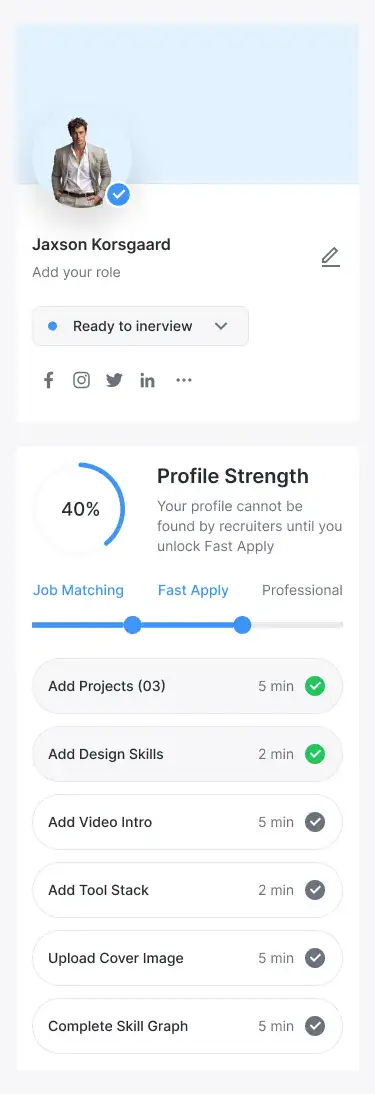 Jaxson Korsgaard
Add your role
Ready to inerview
40%
Profile Strength
Your profile cannot be
found by recruiters until you
unlock Fast Apply
Job Matching Fast Apply Professional
Add Projects (03) 5 min
Add Design Skills 2 min
Add Video Intro 5 min
Add Tool Stack 2 min
Upload Cover Image 5 min
Complete Skill Graph 5 min